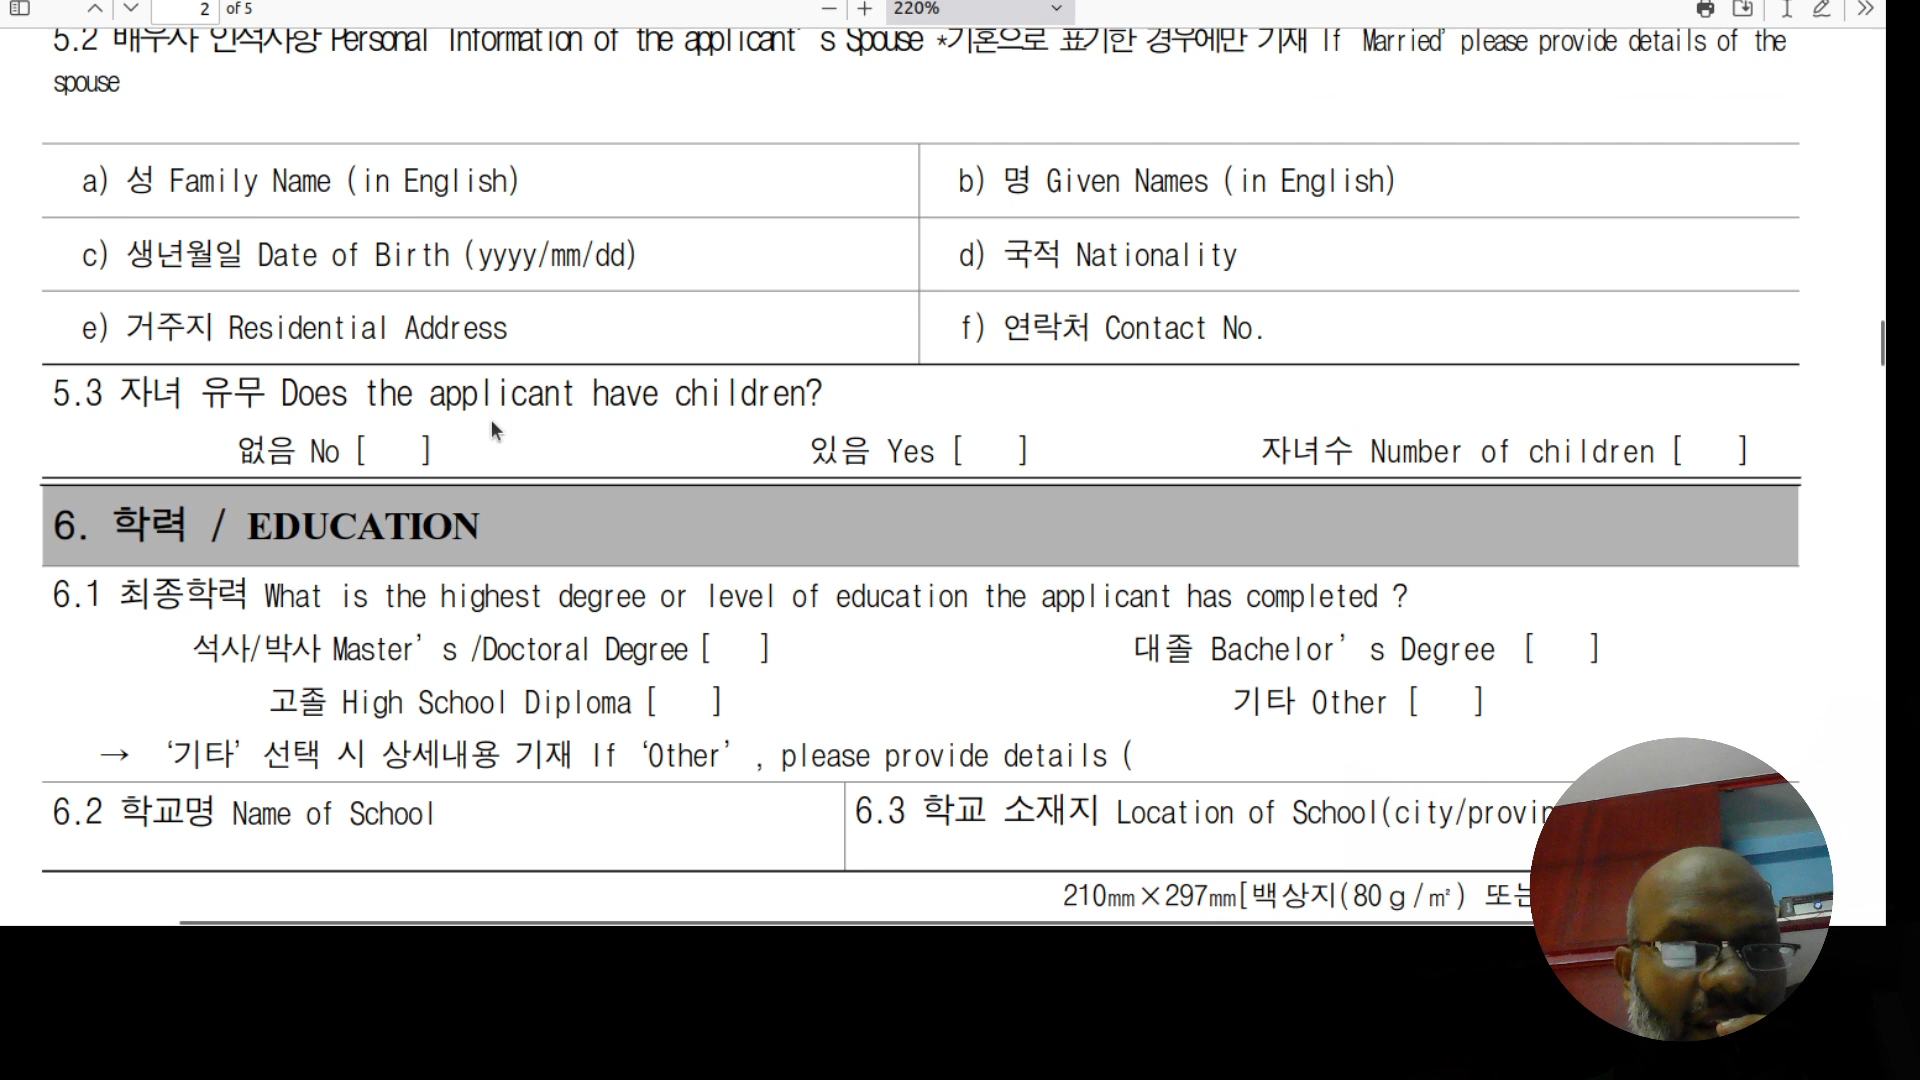 2 of 5 220%
5.2 배우자 인적사항 Personal Information of the applicant's Spouse *기혼으로 표기한 경우에만 기재 If Married' please provide details of the
spouse
a) 성 Family Name (in English) b) 명 Given Names (in English)
c) 생년월일 Date of Birth (yyyy/mm/dd) d) 국적 Nationality
e) 거주지 Residential Address f) 연락처 Contact No.
5.3 자녀 유무 Does the applicant have children?
없음 No [ ] 있음 Yes [ ] 자녀수 Number of children [ ]
6. 학력 / EDUCATION
6.1 최종학력 What is the highest degree or level of education the applicant has completed ?
석사/박사 Master's /Doctoral Degree [ ] 대졸 Bachelor's Degree [ ]
고졸 High School Diploma [ ] 기타 Other [ ]
→ '기타' 선택 시 상세내용 기재 If 'Other', please provide details (
6.2 학교명 Name of School 6.3 학교 소재지 Location of School(city/provin
210㎜×297㎜[백상지(80ｇ/㎡) 또는